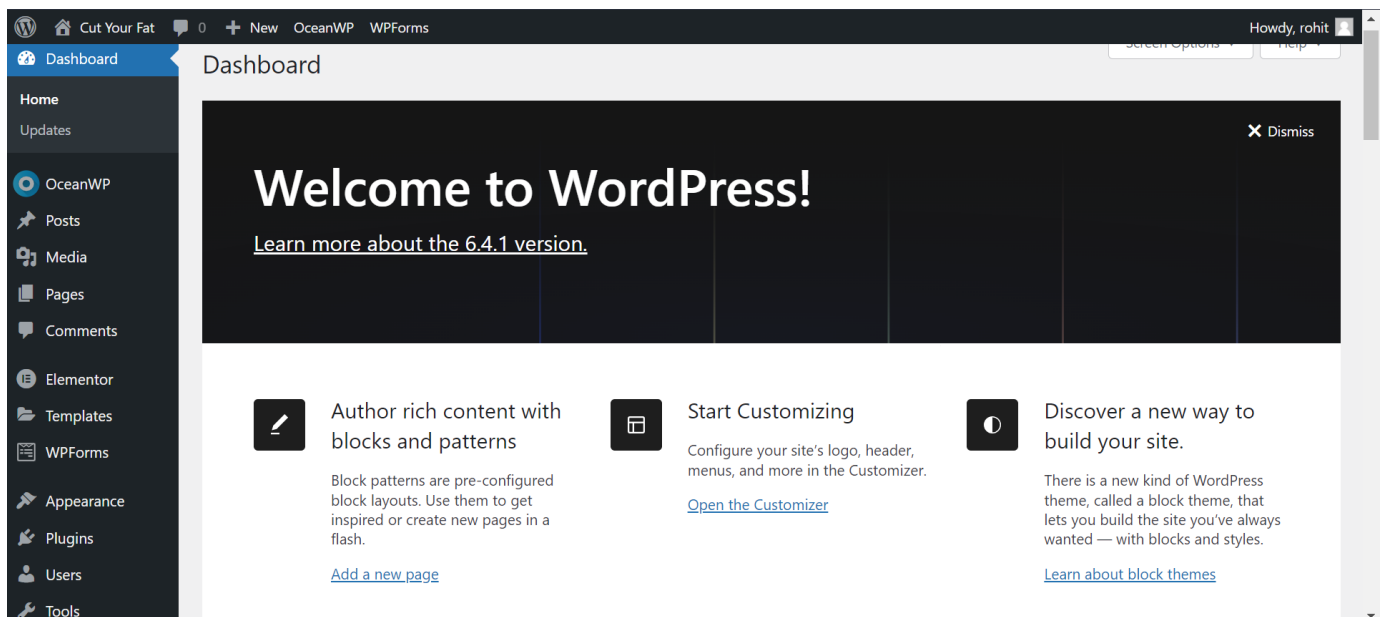 Cut Your Fat 0 New OceanWP WPForms Howdy, rohit
Screen Options Help
Dashboard
Home
Updates
OceanWP
Posts
Media
Pages
Comments
Elementor
Templates
WPForms
Appearance
Plugins
Users
Tools
Dashboard
Dismiss
Welcome to WordPress!
Learn more about the 6.4.1 version.
Author rich content with
blocks and patterns
Block patterns are pre-configured
block layouts. Use them to get
inspired or create new pages in a
flash.
Add a new page
Start Customizing
Configure your site's logo, header,
menus, and more in the Customizer.
Open the Customizer
Discover a new way to
build your site.
There is a new kind of WordPress
theme, called a block theme, that
lets you build the site you've always
wanted — with blocks and styles.
Learn about block themes